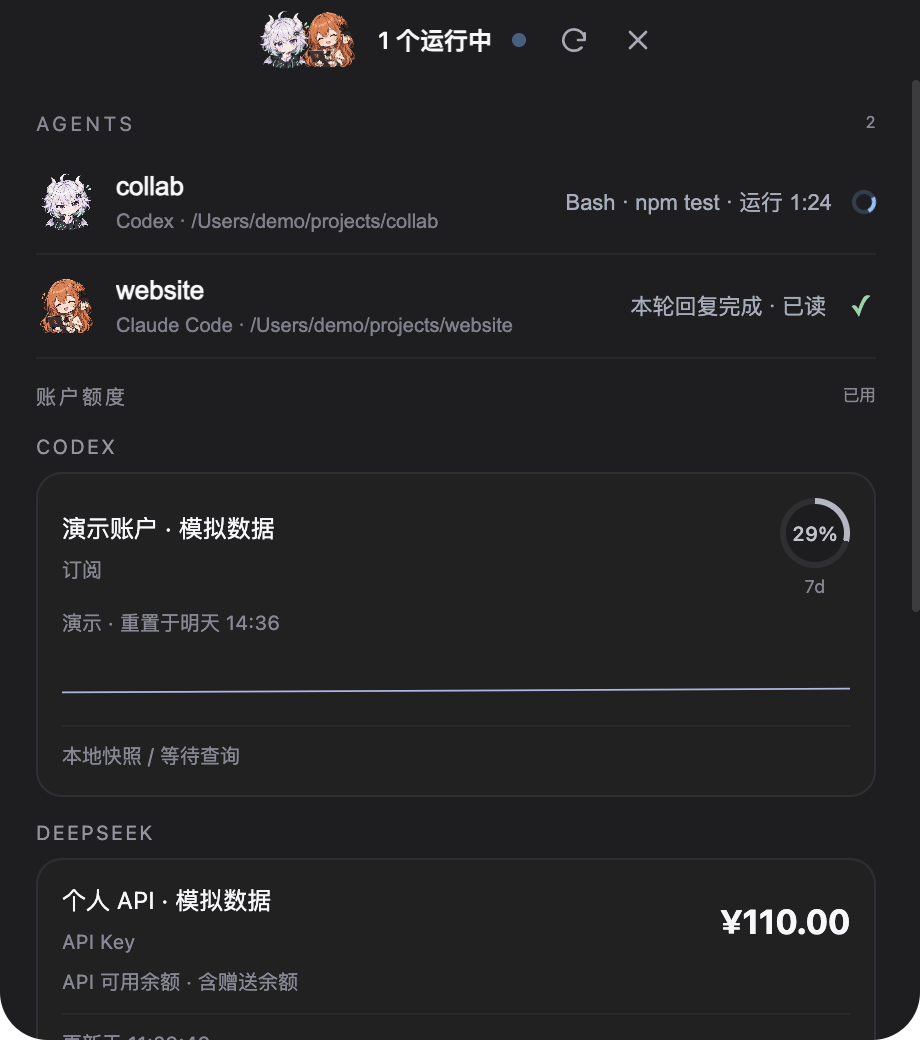 1 个运行中
AGENTS 2
collab
Codex · /Users/demo/projects/collab
Bash · npm test · 运行 1:24
website
Claude Code · /Users/demo/projects/website
本轮回复完成 · 已读
账户额度 已用
CODEX
演示账户 · 模拟数据
订阅
29%
7d
演示 · 重置于明天 14:36
本地快照 / 等待查询
DEEPSEEK
个人 API · 模拟数据
API Key
¥110.00
API 可用余额 · 含赠送余额